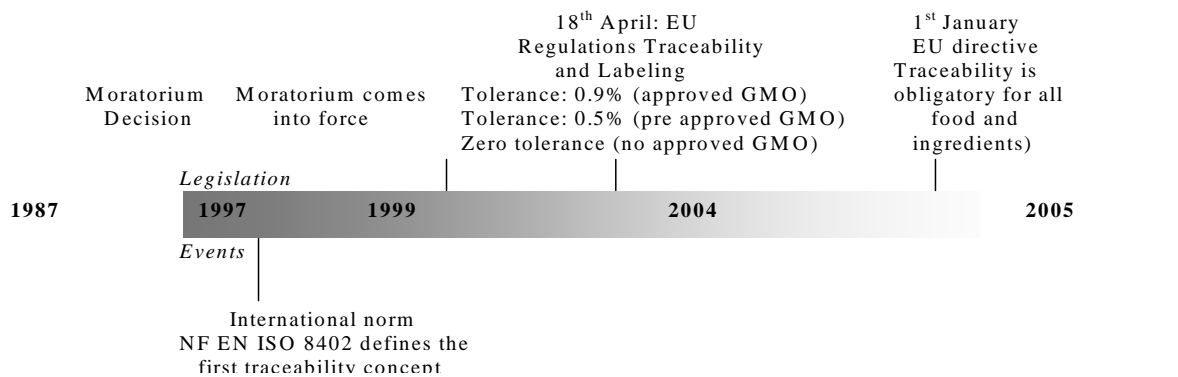 18th April: EU
Regulations Traceability
and Labeling
Tolerance: 0.9% (approved GMO)
Tolerance: 0.5% (pre approved GMO)
Zero tolerance (no approved GMO)
1st January
EU directive
Traceability is
obligatory for all
food and
ingredients)
Moratorium
Decision
Moratorium comes
into force
Legislation
1987 1997 1999 2004 2005
Events
International norm
NF EN ISO 8402 defines the
first traceability concept